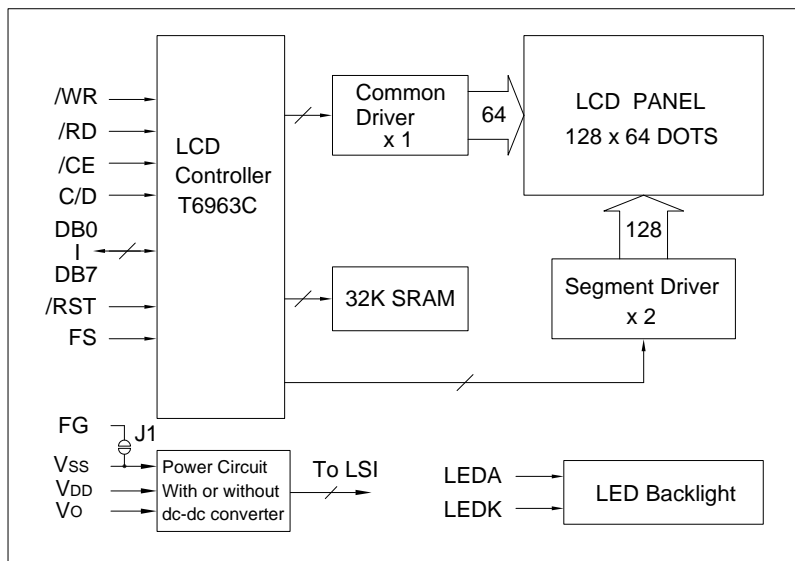 /WR
/RD
/CE
C/D
DB0
I
DB7
/RST
FS
LCD
Controller
T6963C
Common
Driver
x 1
64
LCD PANEL
128 x 64 DOTS
128
32K SRAM
Segment Driver
x 2
FG
J1
VSS
VDD
VO
Power Circuit
With or without
dc-dc converter
To LSI
LEDA
LEDK
LED Backlight